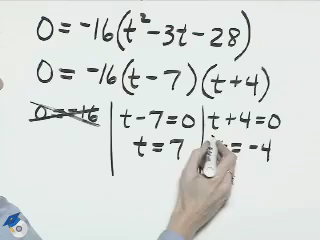 0 = -16(t² - 3t - 28)
0 = -16(t - 7)(t + 4)
0 = -16 | t - 7 = 0 | t + 4 = 0
t = 7 | = -4